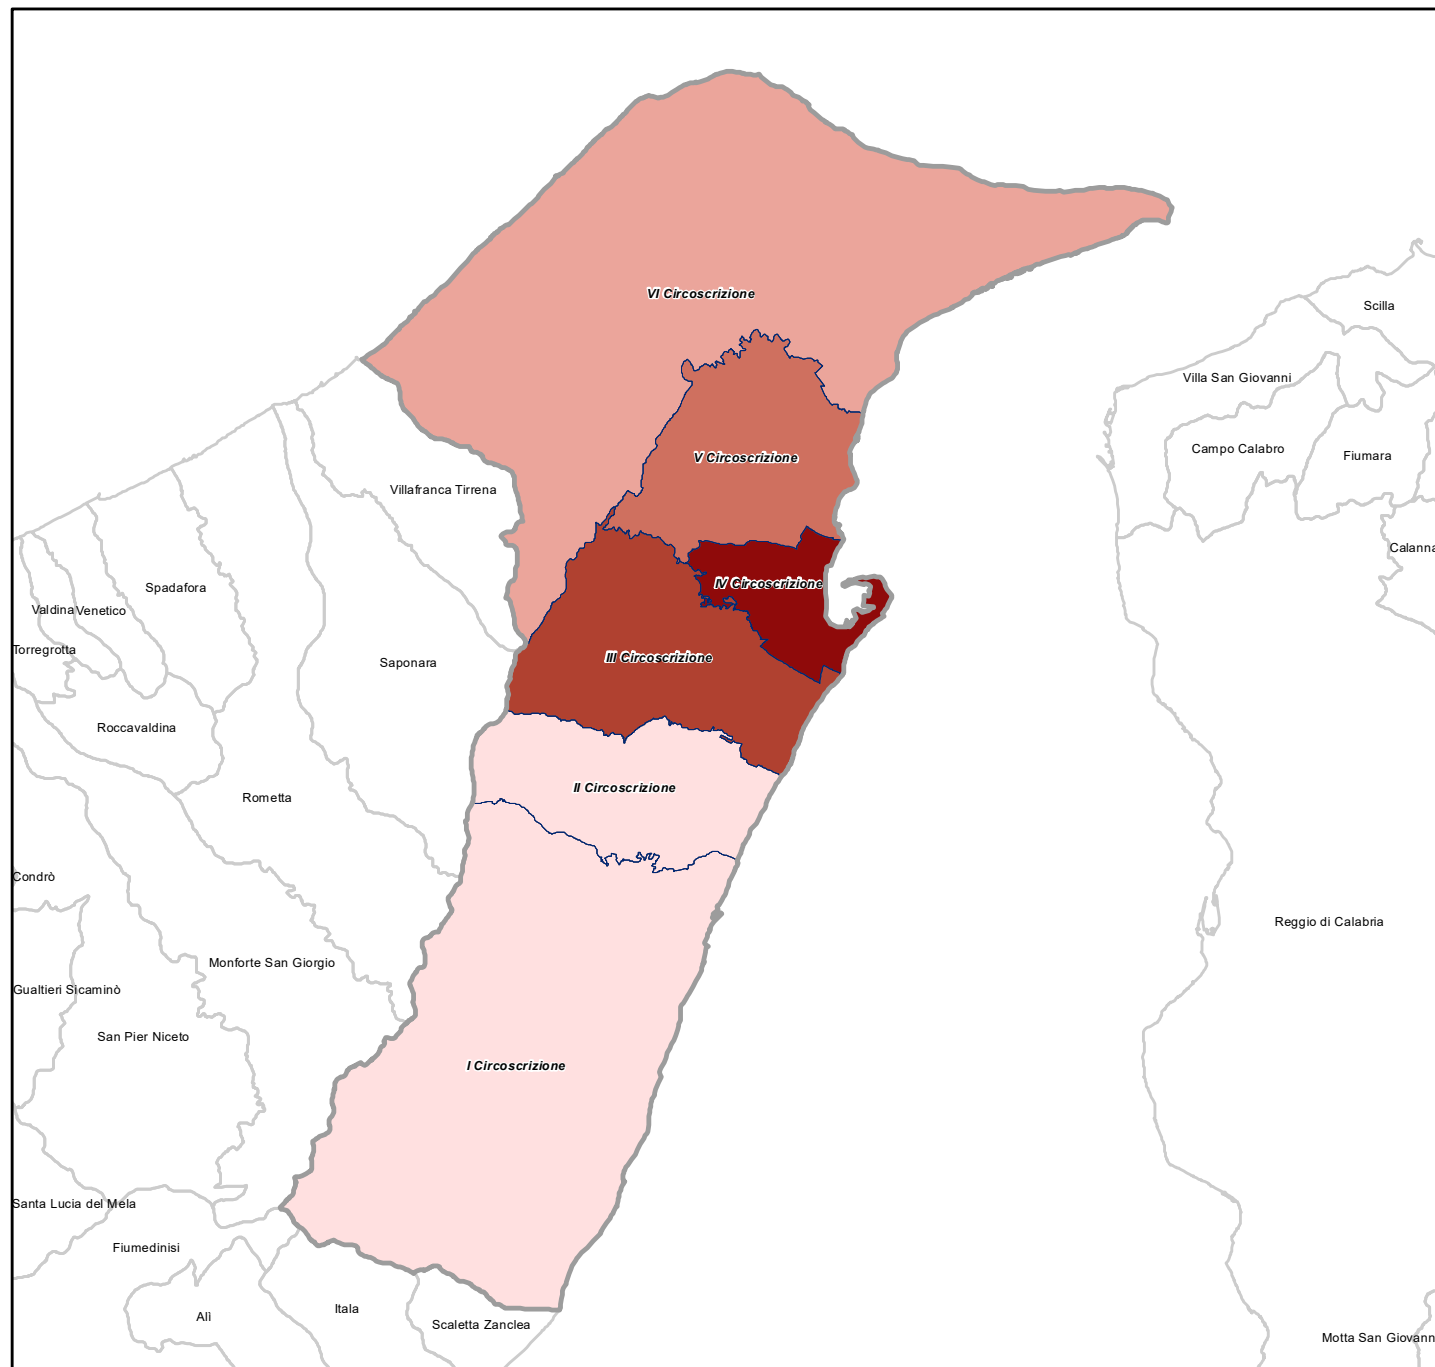 VI Circoscrizione
Scilla
Villa San Giovanni
Campo Calabro
Fiumara
V Circoscrizione
Villafranca Tirrena
Calanna
IV Circoscrizione
Spadafora
Valdina
Venetico
Torregrotta
III Circoscrizione
Saponara
Roccavaldina
II Circoscrizione
Rometta
Condrò
Reggio di Calabria
Monforte San Giorgio
Gualtieri Sicaminò
San Pier Niceto
I Circoscrizione
Santa Lucia del Mela
Fiumedinisi
Alì
Itala
Scaletta Zanclea
Motta San Giovann